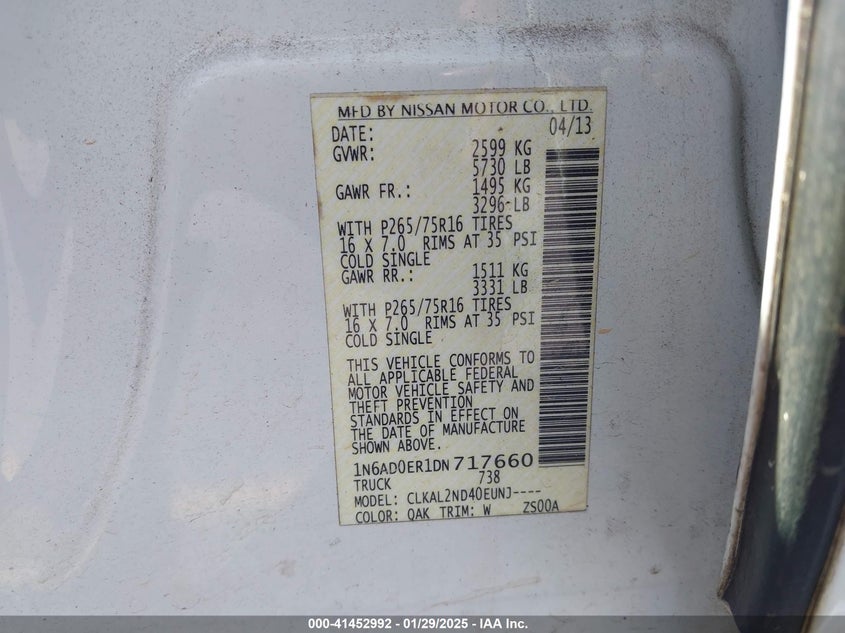 MFD BY NISSAN MOTOR CO., LTD.
DATE: 04/13
GVWR: 2599 KG
5730 LB
GAWR FR.: 1495 KG
3296 LB
WITH P265/75R16 TIRES
16 X 7.0 RIMS AT 35 PSI
COLD SINGLE
GAWR RR.: 1511 KG
3331 LB
WITH P265/75R16 TIRES
16 X 7.0 RIMS AT 35 PSI
COLD SINGLE
THIS VEHICLE CONFORMS TO
ALL APPLICABLE FEDERAL
MOTOR VEHICLE SAFETY AND
THEFT PREVENTION
STANDARDS IN EFFECT ON
THE DATE OF MANUFACTURE
SHOWN ABOVE.
1N6AD0ER1DN717660
TRUCK 738
MODEL: CLKAL2ND40EUNJ----
COLOR: QAK TRIM: W ZS00A
000-41452992 - 01/29/2025 - IAA Inc.